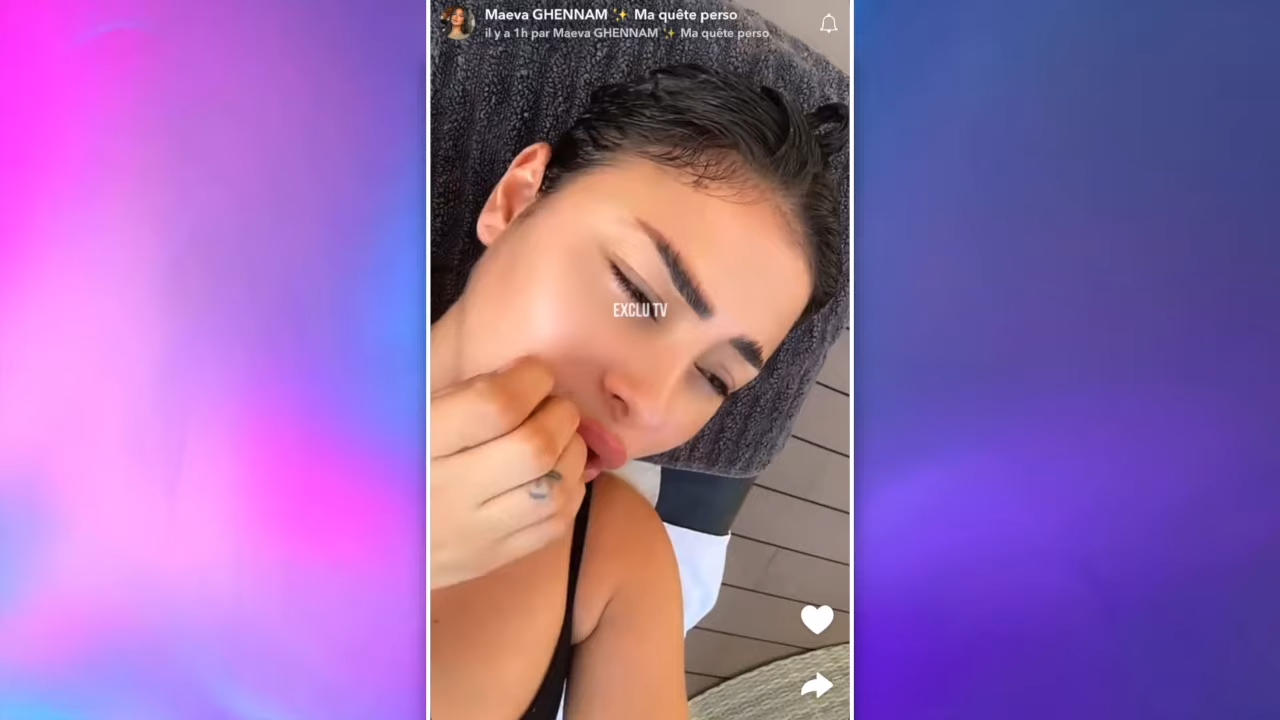 Maeva GHENNAM ✨ Ma quête perso
il y a 1h par Maeva GHENNAM ✨ Ma quête perso
EXCLU TV